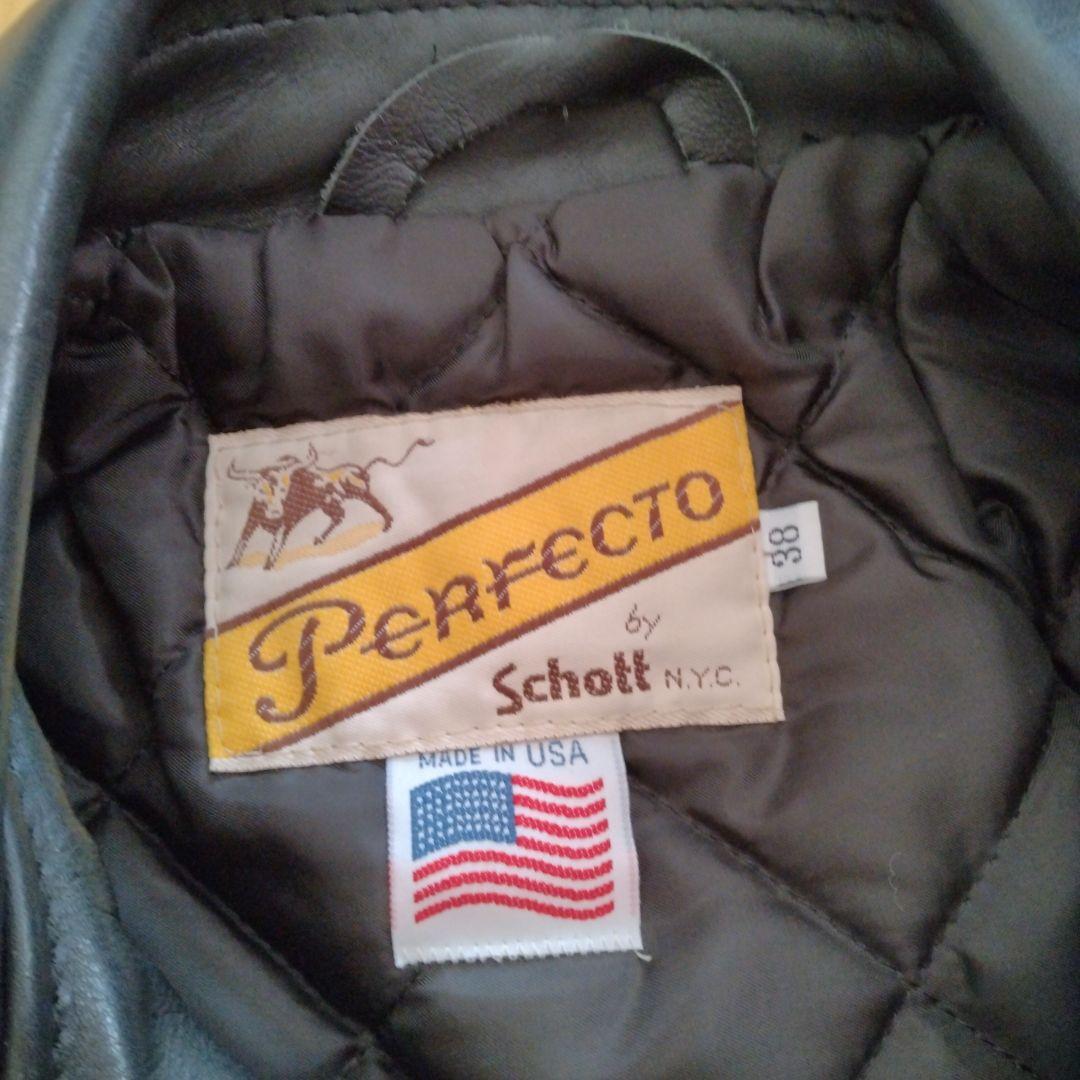 PERFECTO
38
by
Schott N.Y.C.
MADE IN USA